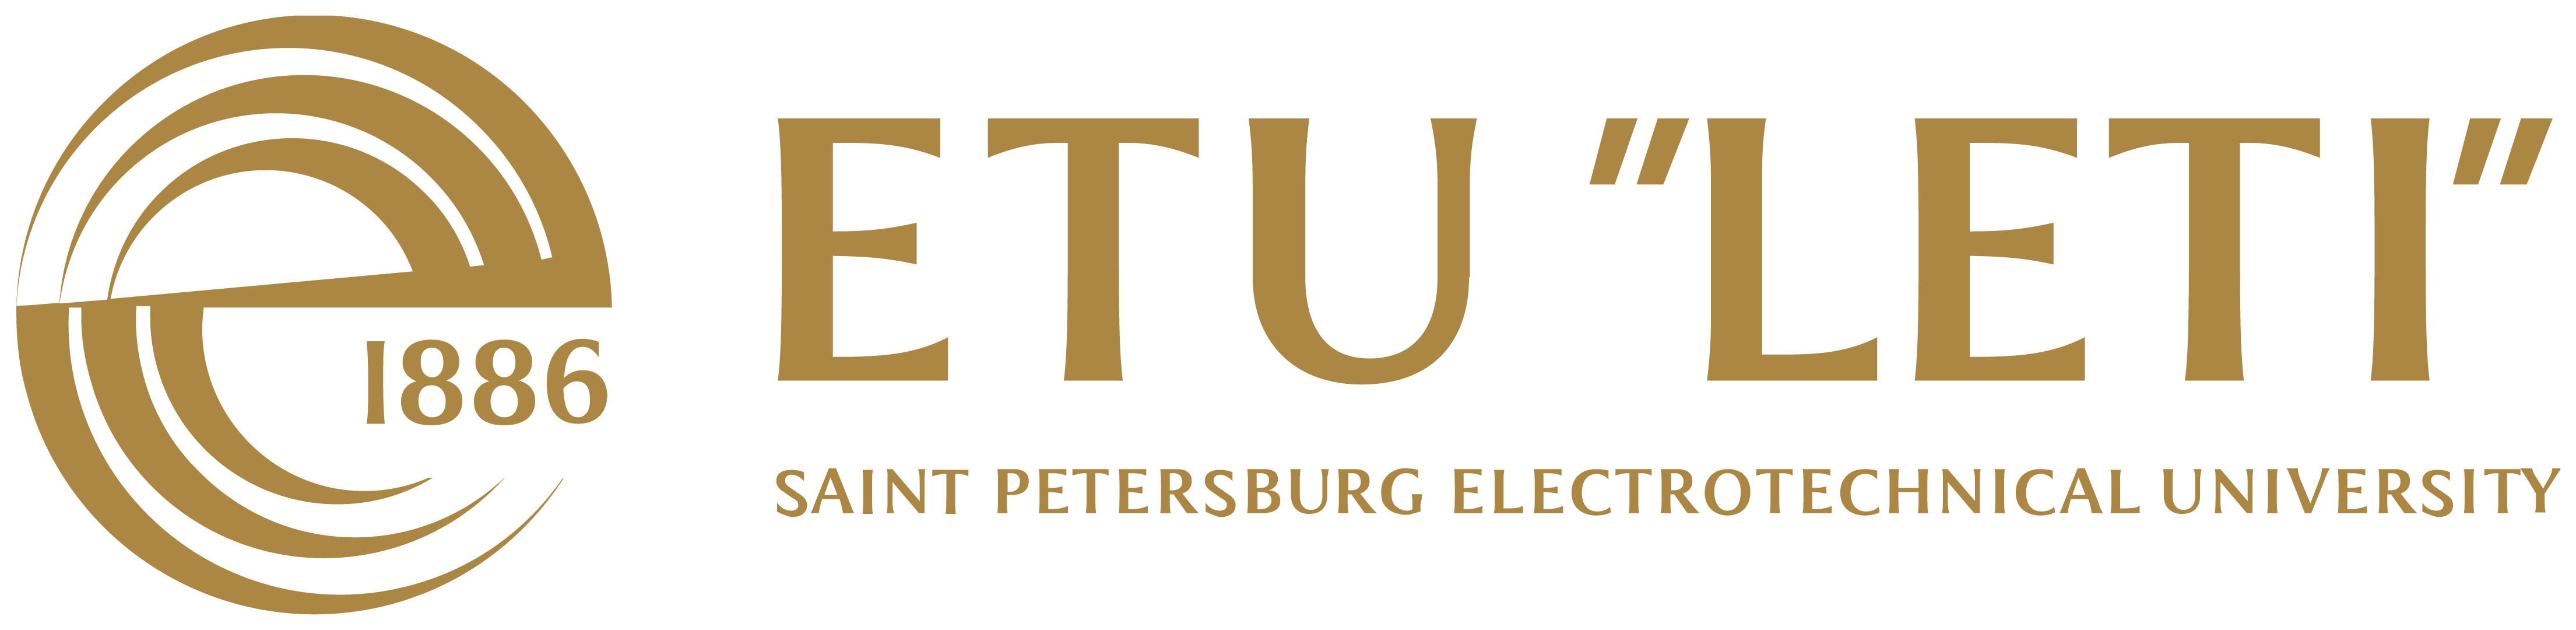 1886
ETU "LETI"
SAINT PETERSBURG ELECTROTECHNICAL UNIVERSITY